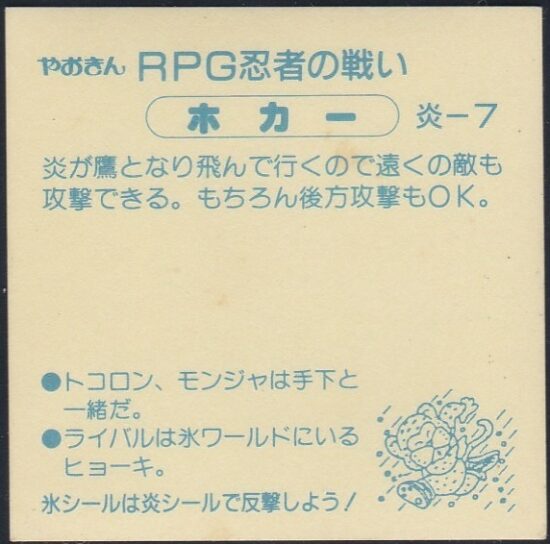 やおきん RPG忍者の戦い
ホカー 炎-7
炎が鷹となり飛んで行くので遠くの敵も
攻撃できる。もちろん後方攻撃もOK。
●トコロン、モンジャは手下と
一緒だ。
●ライバルは氷ワールドにいる
ヒョーキ。
氷シールは炎シールで反撃しよう!